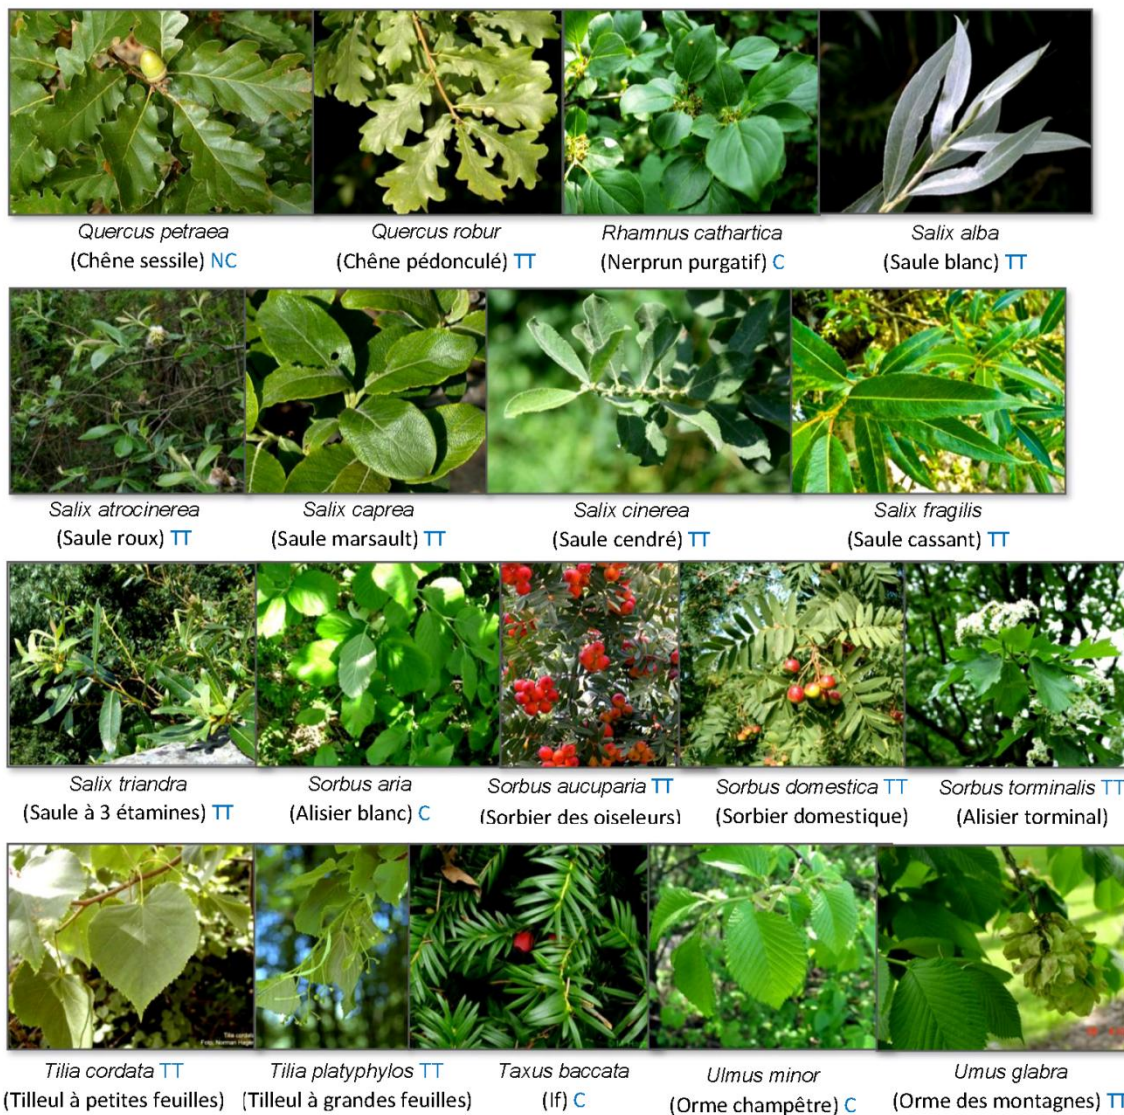 Quercus petraea
(Chêne sessile) NC
Quercus robur
(Chêne pédonculé) TT
Rhamnus cathartica
(Nerprun purgatif) C
Salix alba
(Saule blanc) TT
Salix atrocinerea
(Saule roux) TT
Salix caprea
(Saule marsault) TT
Salix cinerea
(Saule cendré) TT
Salix fragilis
(Saule cassant) TT
Salix triandra
(Saule à 3 étamines) TT
Sorbus aria
(Alisier blanc) C
Sorbus aucuparia TT
(Sorbier des oiseleurs)
Sorbus domestica TT
(Sorbier domestique)
Sorbus torminalis TT
(Alisier torminal)
Tilia cordata
Foto, Norman
Tilia cordata TT
(Tilleul à petites feuilles)
Tilia platyphylos TT
(Tilleul à grandes feuilles)
Taxus baccata
(If) C
Ulmus minor
(Orme champêtre) C
Umus glabra
(Orme des montagnes) TT